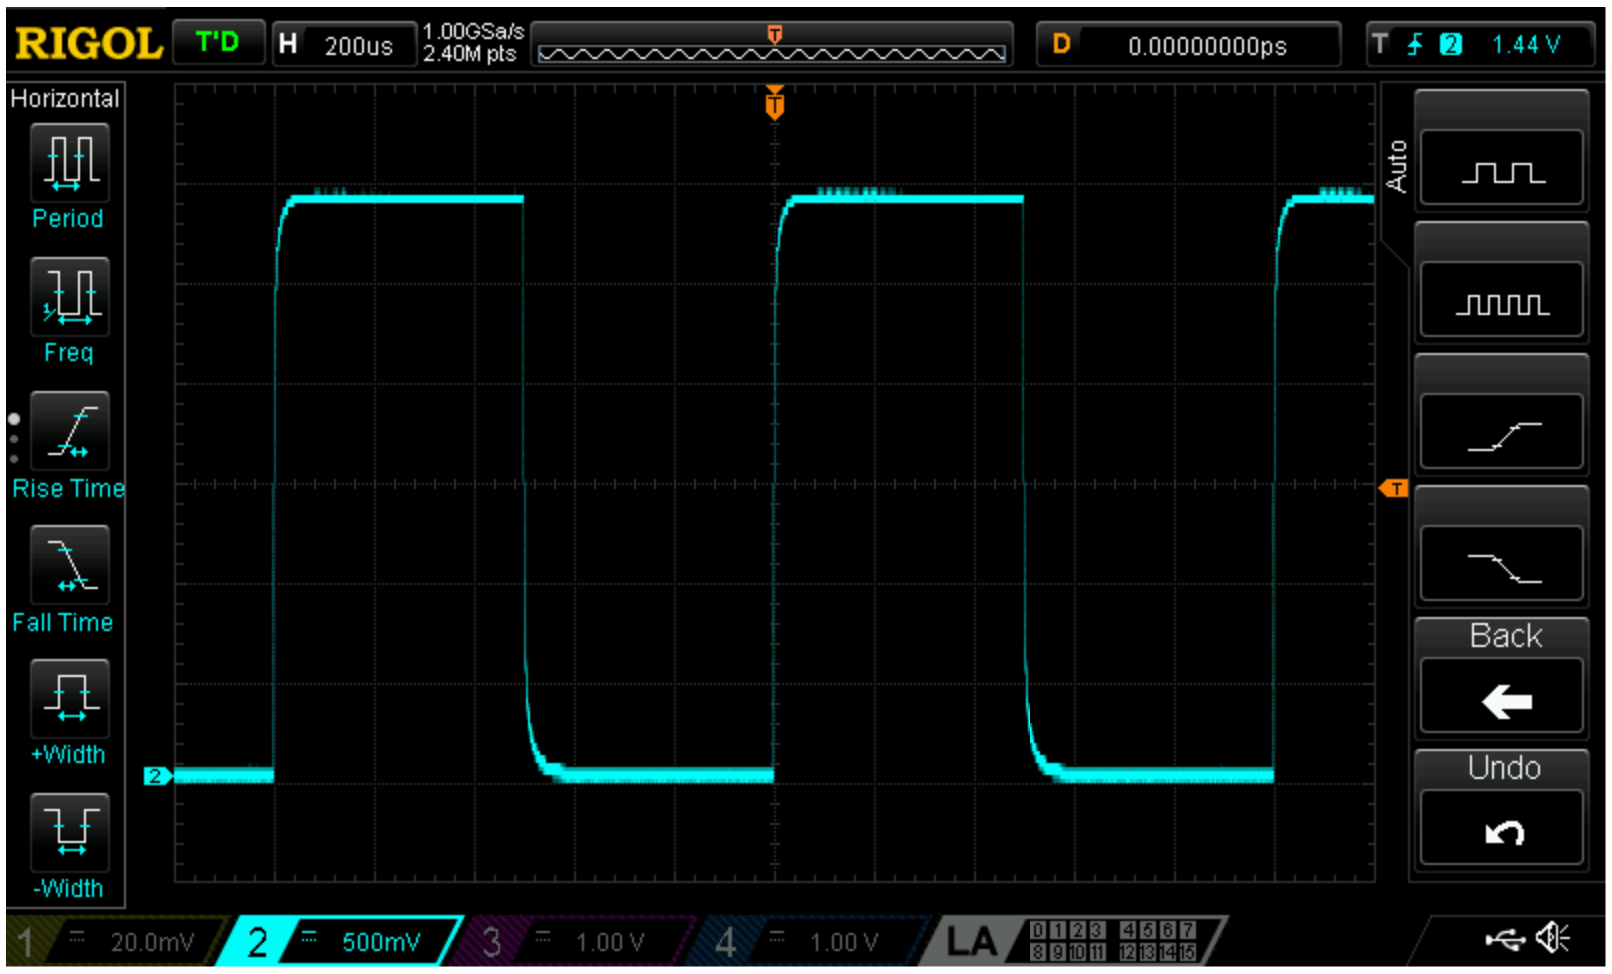 RIGOL T'D H 200us 1.00GSa/s 2.40M pts T D 0.00000000ps T 2 1.44 V
Horizontal
T
Period
Freq
Rise Time
Fall Time
+Width
-Width
2
T
Auto
Back
Undo
1 20.0mV 2 500mV 3 1.00 V 4 1.00 V LA 0 1 2 3 4 5 6 7
8 9 10 11 12 13 14 15